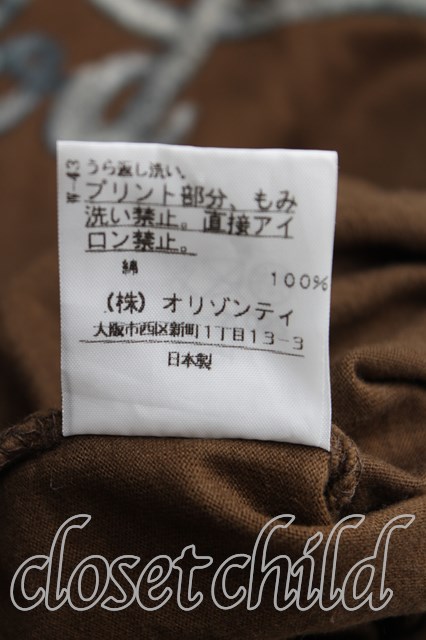 W-43
うら返し洗い。
プリント部分、もみ
洗い禁止。直接アイ
ロン禁止。
綿
100%
(株) オリゾンティ
大阪市西区新町1丁目13-3
日本製
closet child